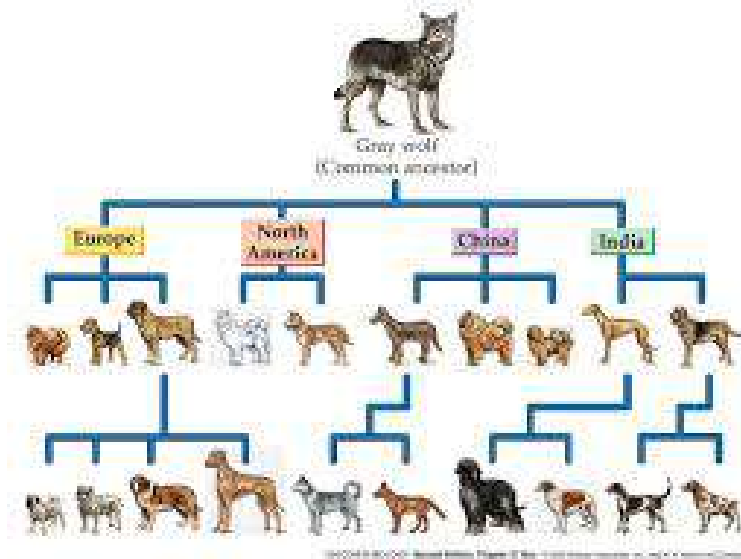 Gray wolf
(Common ancestor)
Europe
North
America
China
India